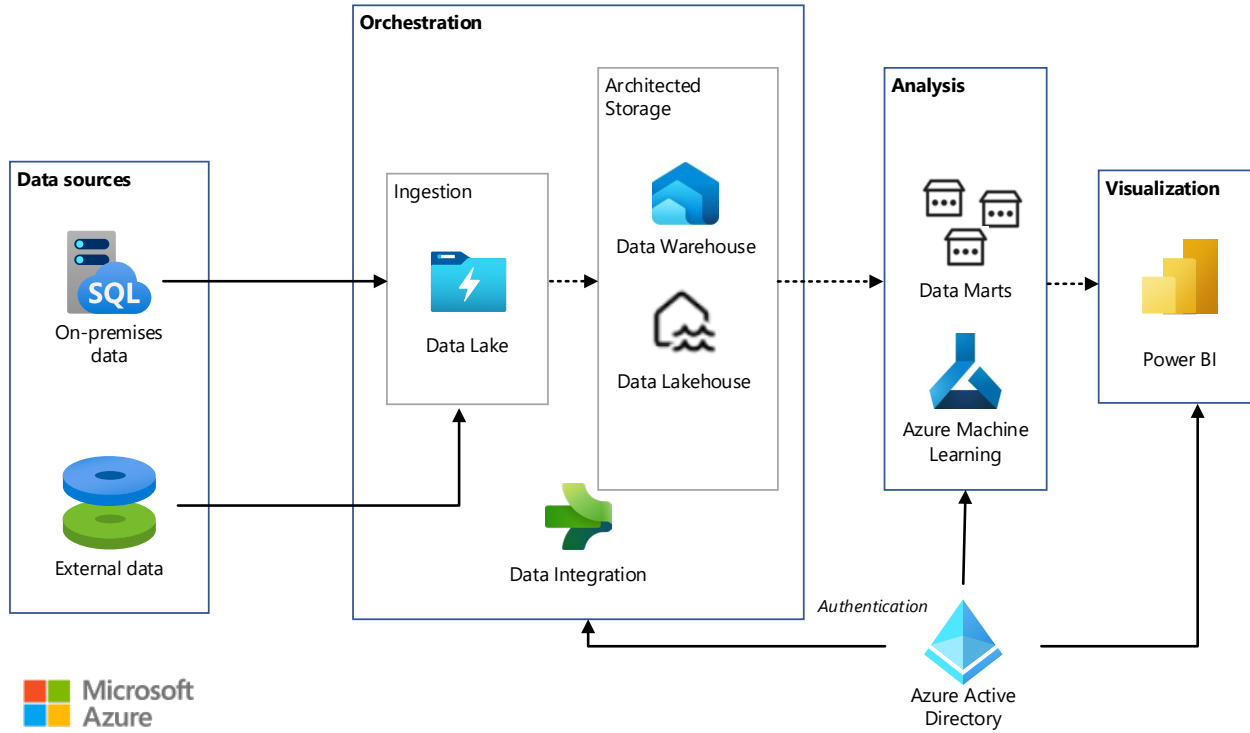 Orchestration
Architected
Storage
Analysis
Data sources
Ingestion
Visualization
Data Warehouse
SQL
On-premises
data
Data Lake
Data Lakehouse
Data Marts
Power BI
Azure Machine
Learning
External data
Data Integration
Authentication
Azure Active
Directory
Microsoft
Azure